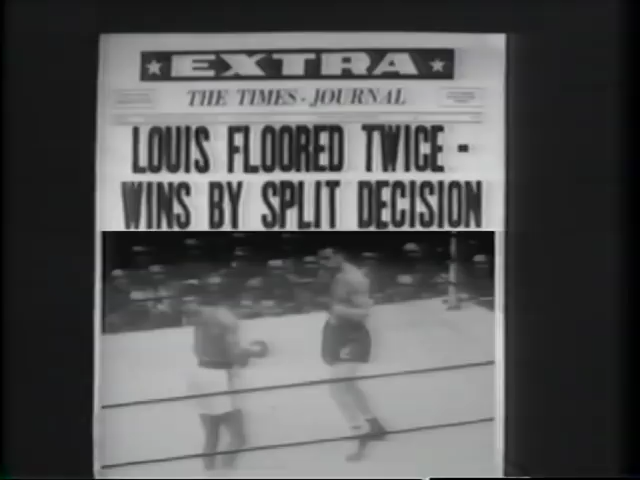 EXTRA
THE TIMES-JOURNAL
LOUIS FLOORED TWICE -
WINS BY SPLIT DECISION